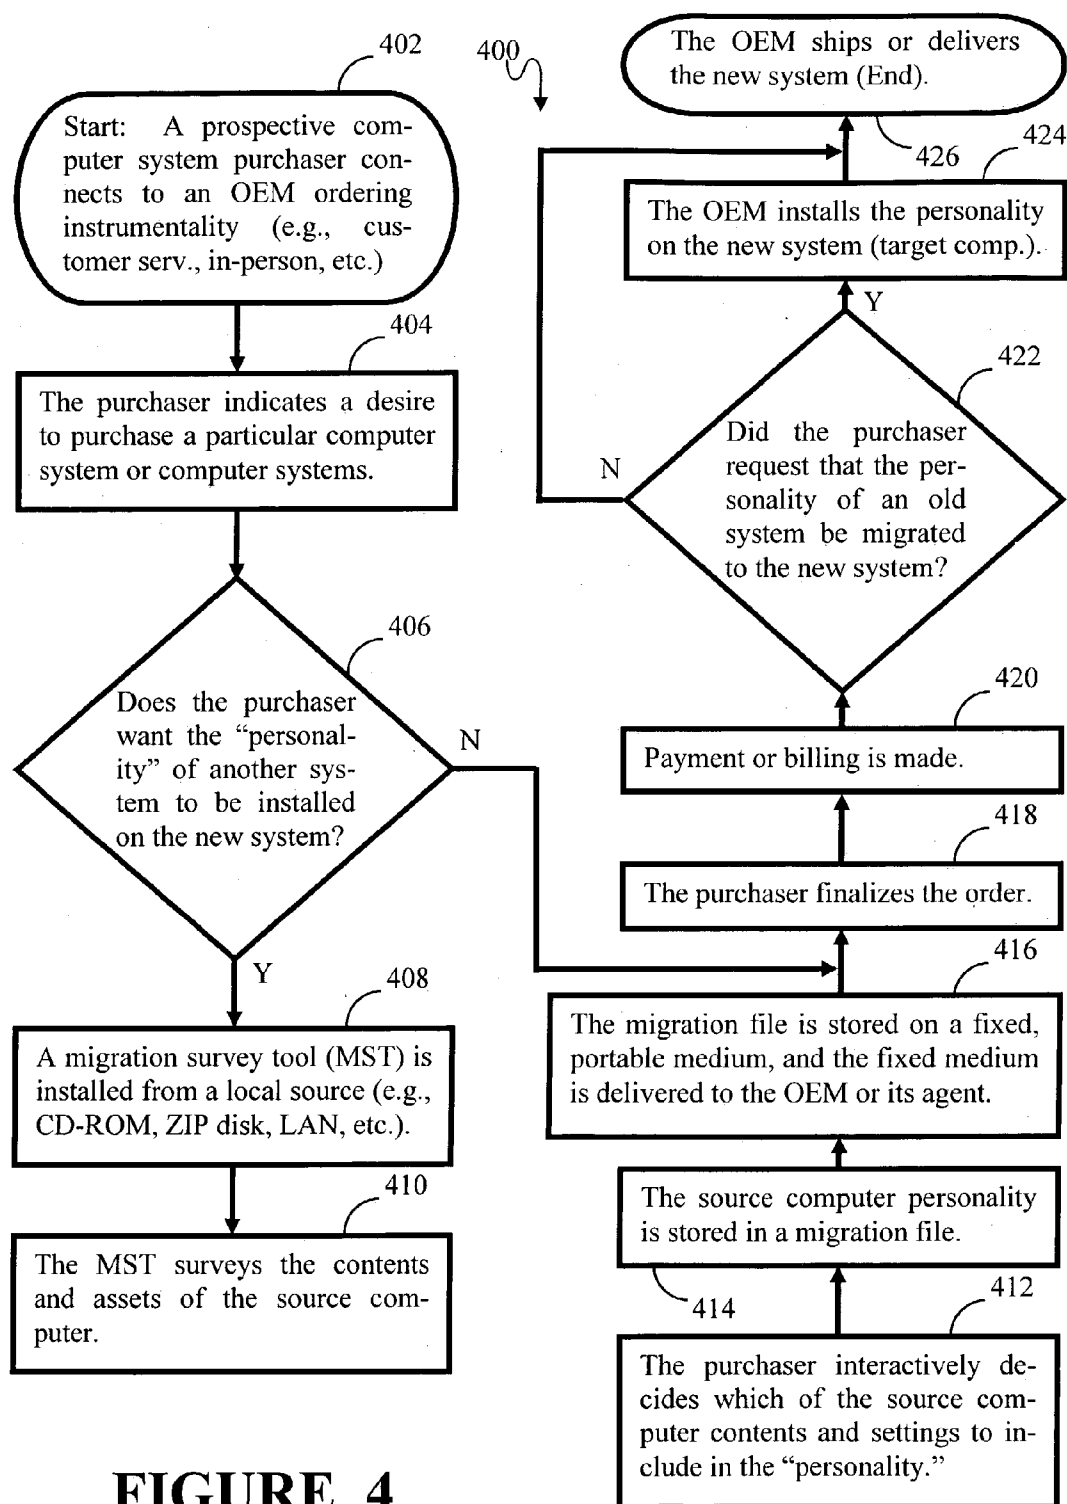 402
Start: A prospective com-
puter system purchaser con-
nects to an OEM ordering
instrumentality (e.g., cus-
tomer serv., in-person, etc.)
404
The purchaser indicates a desire
to purchase a particular computer
system or computer systems.
406
Does the purchaser
want the “personal-
ity” of another sys-
tem to be installed
on the new system?
N
Y
408
A migration survey tool (MST) is
installed from a local source (e.g.,
CD-ROM, ZIP disk, LAN, etc.).
410
The MST surveys the contents
and assets of the source com-
puter.
FIGURE 4
400
The OEM ships or delivers
the new system (End).
426
424
The OEM installs the personality
on the new system (target comp.).
Y
422
N
Did the purchaser
request that the per-
sonality of an old
system be migrated
to the new system?
420
Payment or billing is made.
418
The purchaser finalizes the order.
416
The migration file is stored on a fixed,
portable medium, and the fixed medium
is delivered to the OEM or its agent.
The source computer personality
is stored in a migration file.
414
412
The purchaser interactively de-
cides which of the source com-
puter contents and settings to in-
clude in the “personality.”